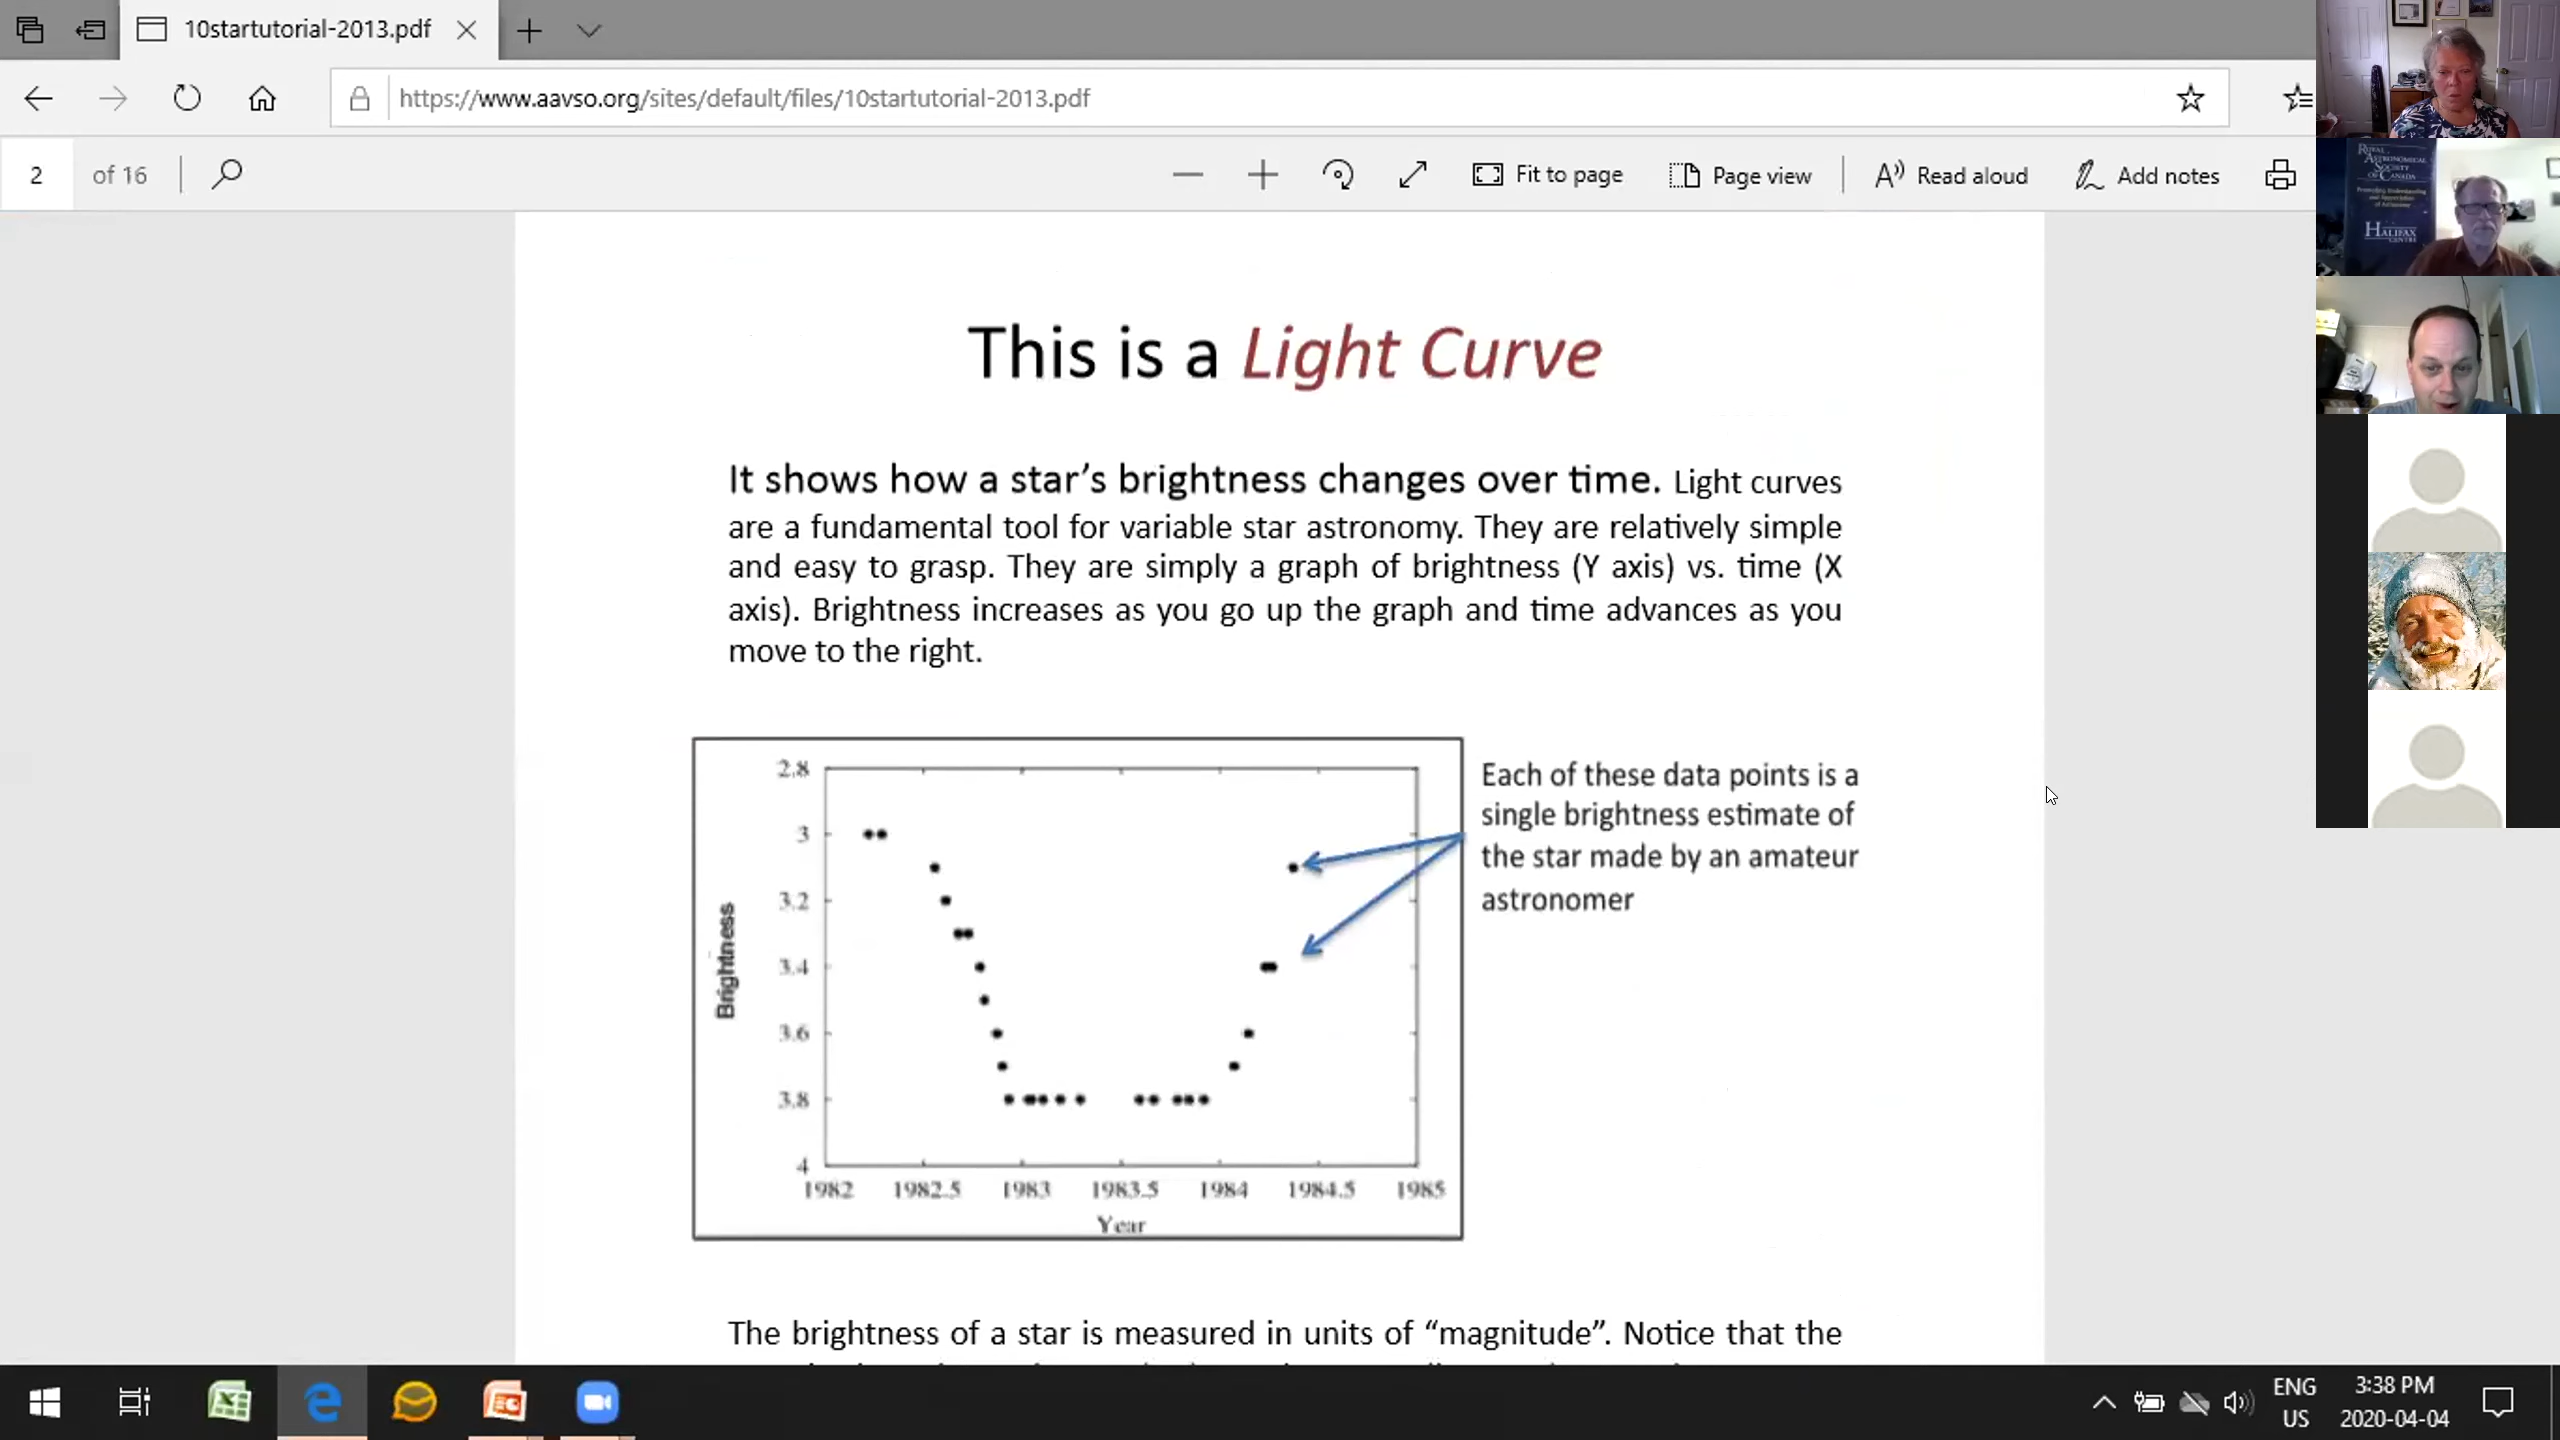 10startutorial-2013.pdf
https://www.aavso.org/sites/default/files/10startutorial-2013.pdf
2 of 16
Fit to page
Page view
Read aloud
Add notes
ROYAL
ASTRONOMICAL
SOCIETY
OF CANADA
HALIFAX
CENTRE
This is a Light Curve
It shows how a star’s brightness changes over time. Light curves
are a fundamental tool for variable star astronomy. They are relatively simple
and easy to grasp. They are simply a graph of brightness (Y axis) vs. time (X
axis). Brightness increases as you go up the graph and time advances as you
move to the right.
Each of these data points is a
single brightness estimate of
the star made by an amateur
astronomer
Brightness
2.8
3
3.2
3.4
3.6
3.8
4
1982 1982.5 1983 1983.5 1984 1984.5 1985
Year
The brightness of a star is measured in units of “magnitude”. Notice that the
ENG
US
3:38 PM
2020-04-04